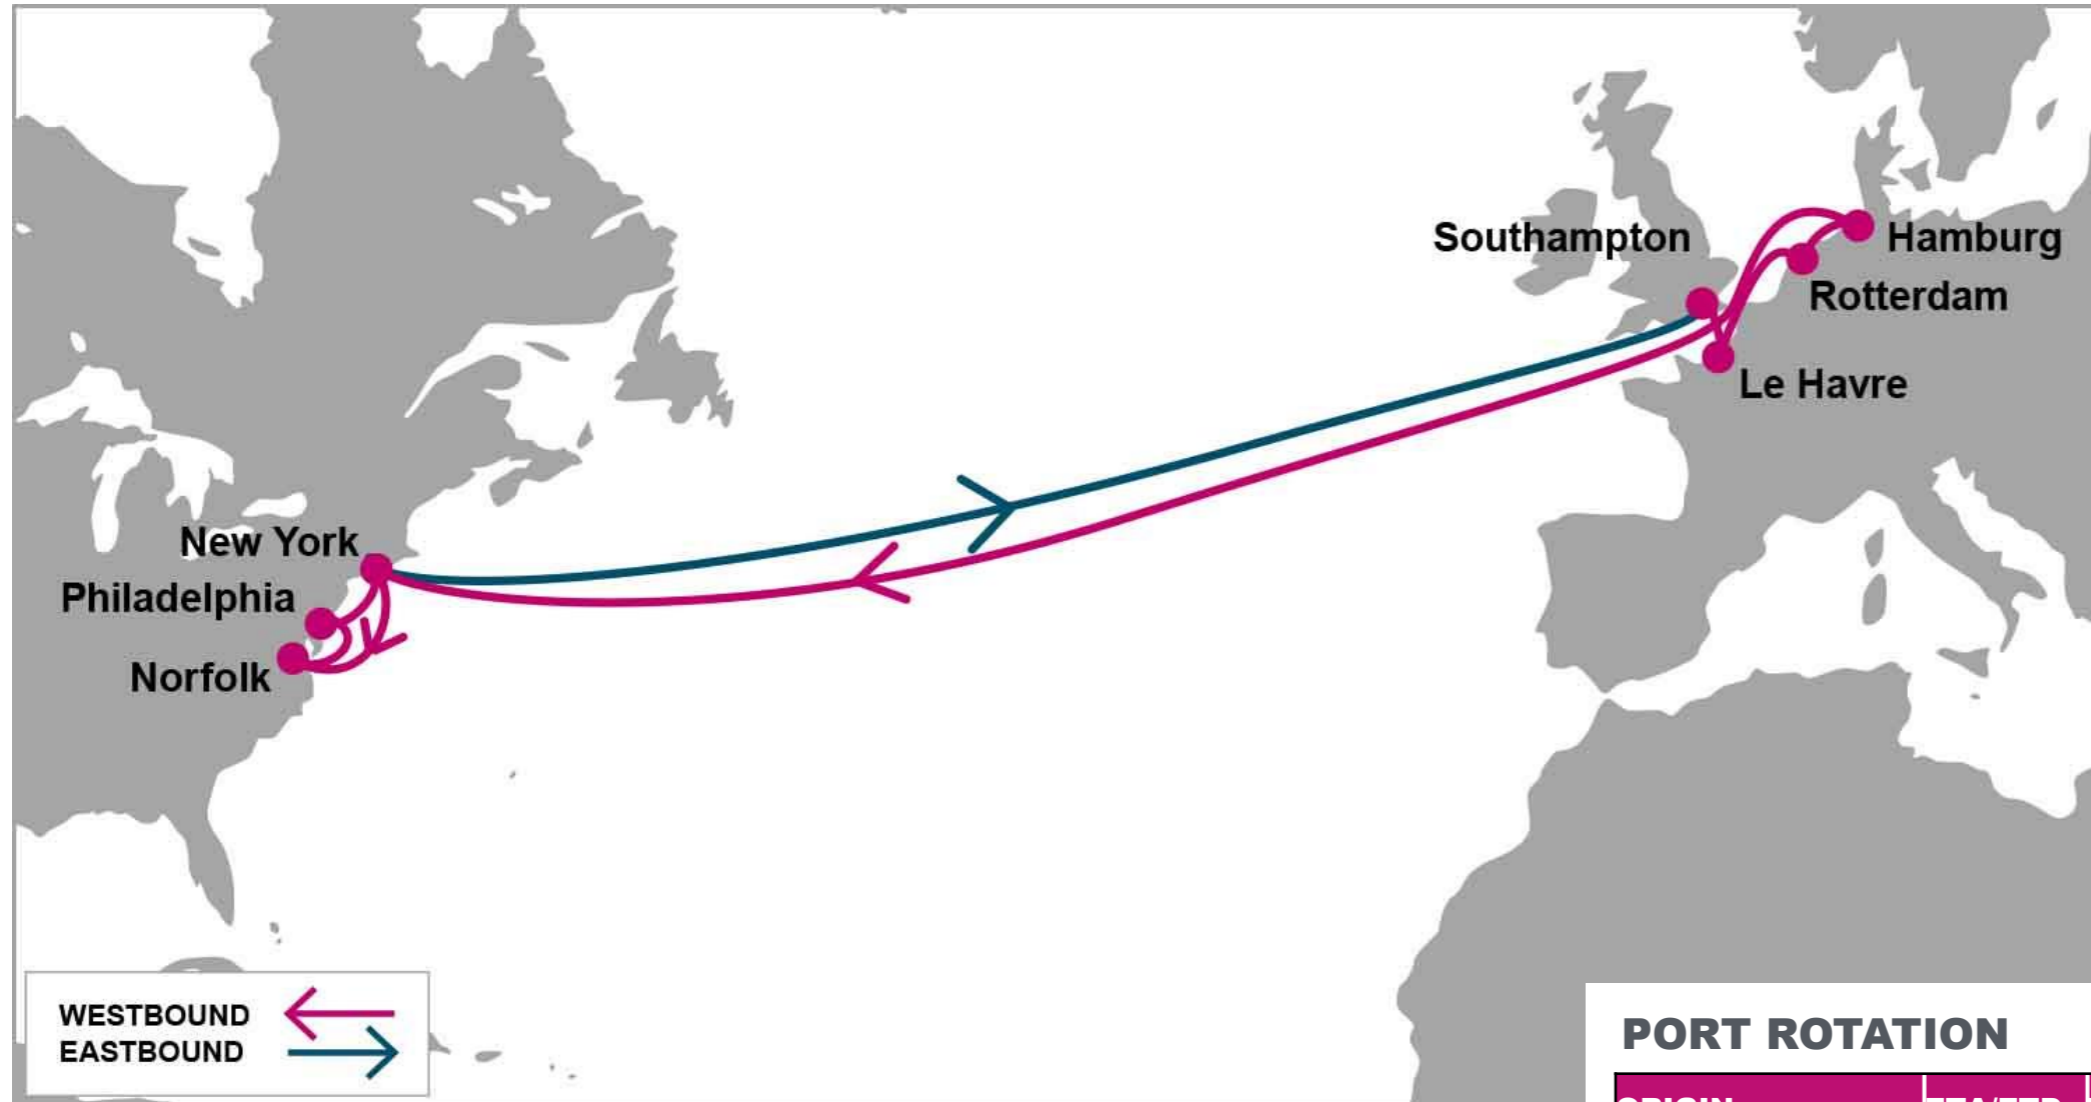 Southampton
Hamburg
Rotterdam
Le Havre
New York
Philadelphia
Norfolk
WESTBOUND
EASTBOUND
PORT ROTATION